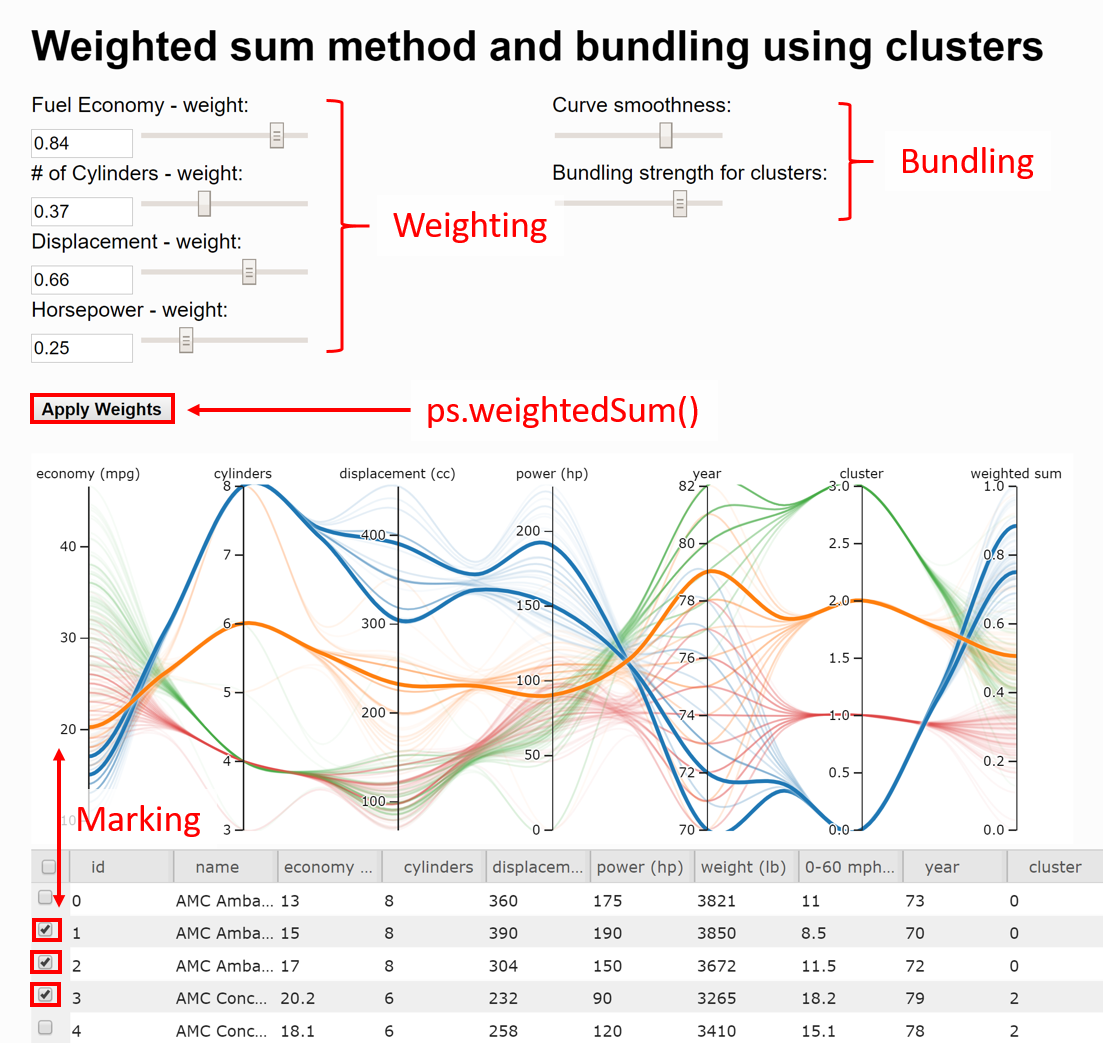 Weighted sum method and bundling using clusters
Fuel Economy - weight:
0.84
# of Cylinders - weight:
0.37
Displacement - weight:
0.66
Horsepower - weight:
0.25
Weighting
Curve smoothness:
Bundling strength for clusters:
Bundling
Apply Weights
ps.weightedSum()
economy (mpg) cylinders displacement (cc) power (hp) year cluster weighted sum
40
30
20
10
8
7
6
5
4
3
400
300
200
100
200
150
100
50
0
82
80
78
76
74
72
70
3.0
2.5
2.0
1.5
1.0
0.5
0.0
1.0
0.8
0.6
0.4
0.2
0.0
Marking
id name economy ... cylinders displacem... power (hp) weight (lb) 0-60 mph... year cluster
0 AMC Amba... 13 8 360 175 3821 11 73 0
1 AMC Amba... 15 8 390 190 3850 8.5 70 0
2 AMC Amba... 17 8 304 150 3672 11.5 72 0
3 AMC Conc... 20.2 6 232 90 3265 18.2 79 2
4 AMC Conc... 18.1 6 258 120 3410 15.1 78 2